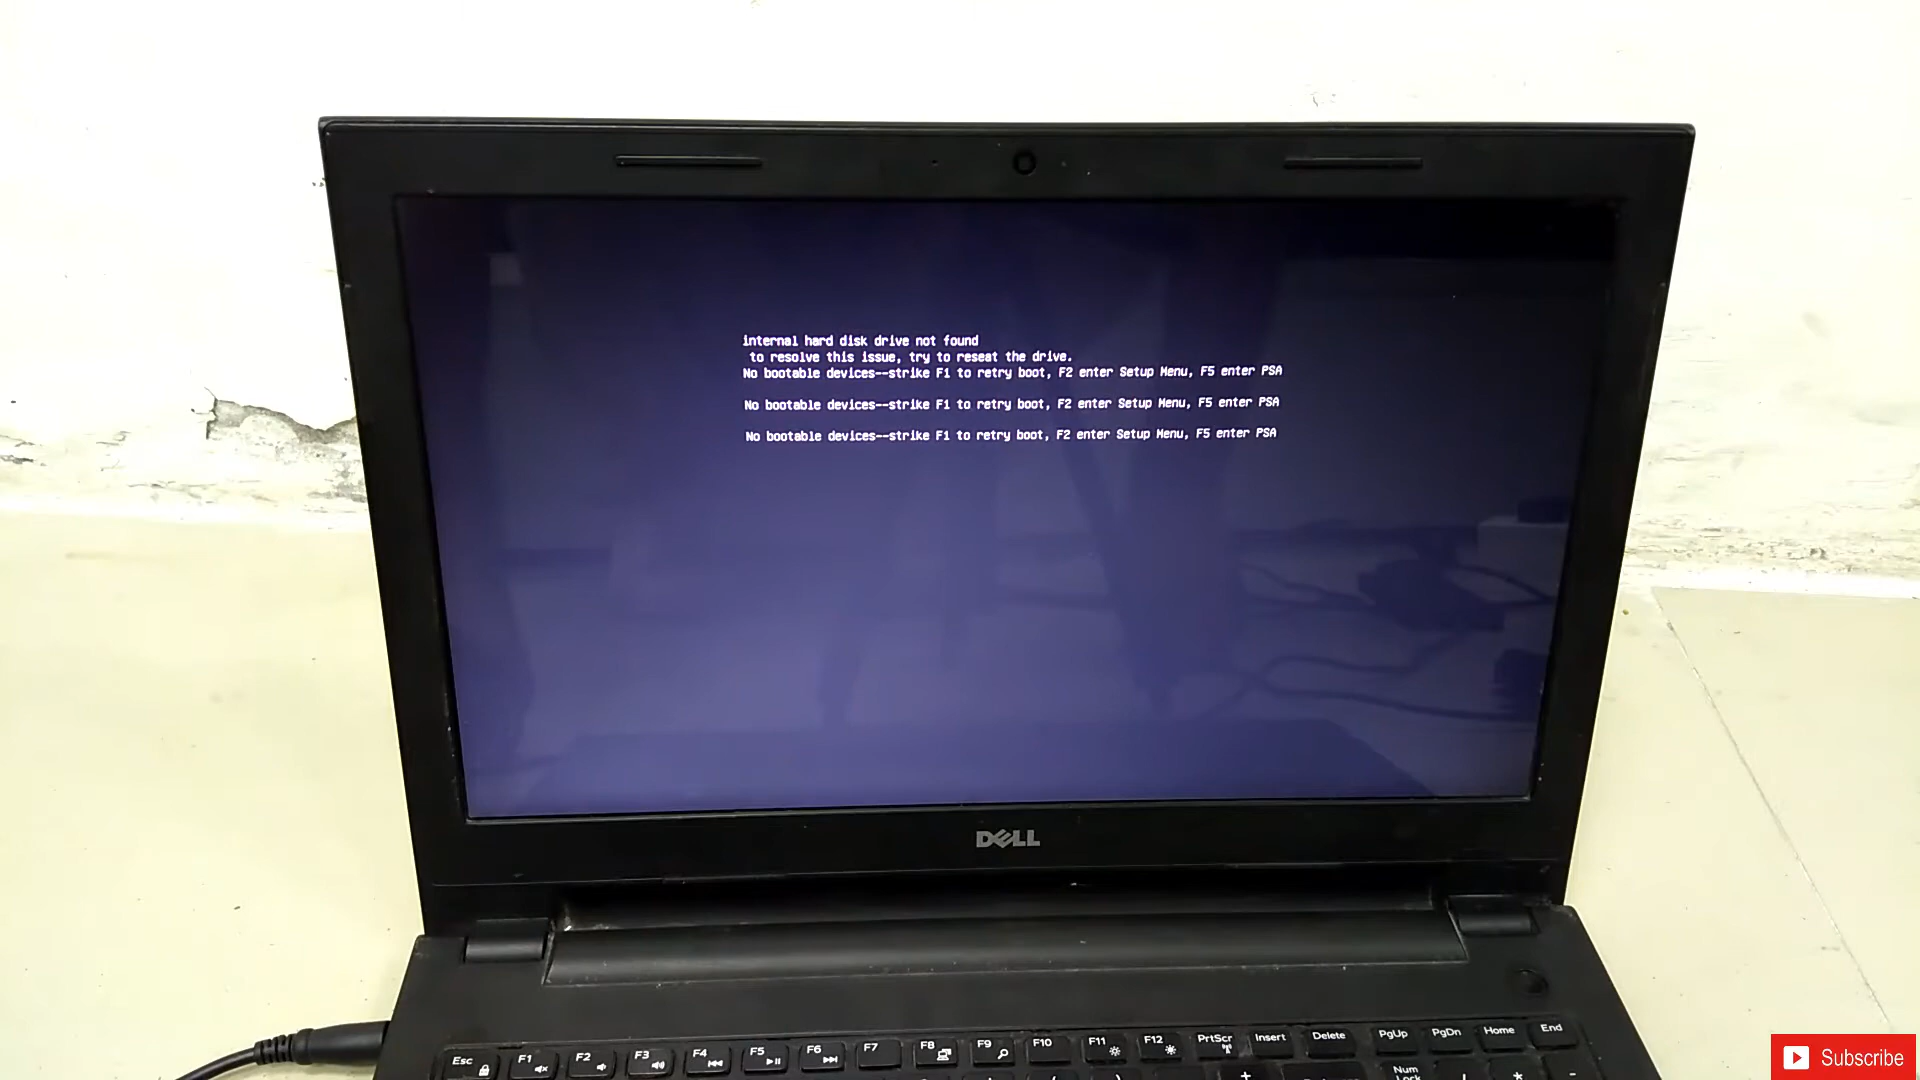 internal hard disk drive not found
to resolve this issue, try to reseat the drive.
No bootable devices--strike F1 to retry boot, F2 enter Setup Menu, F5 enter PSA
No bootable devices--strike F1 to retry boot, F2 enter Setup Menu, F5 enter PSA
No bootable devices--strike F1 to retry boot, F2 enter Setup Menu, F5 enter PSA
DELL
Esc F1 F2 F3 F4 F5 F6 F7 F8 F9 F10 F11 F12 PrtScr Insert Delete PgUp PgDn Home End
Num
Lock
Subscribe